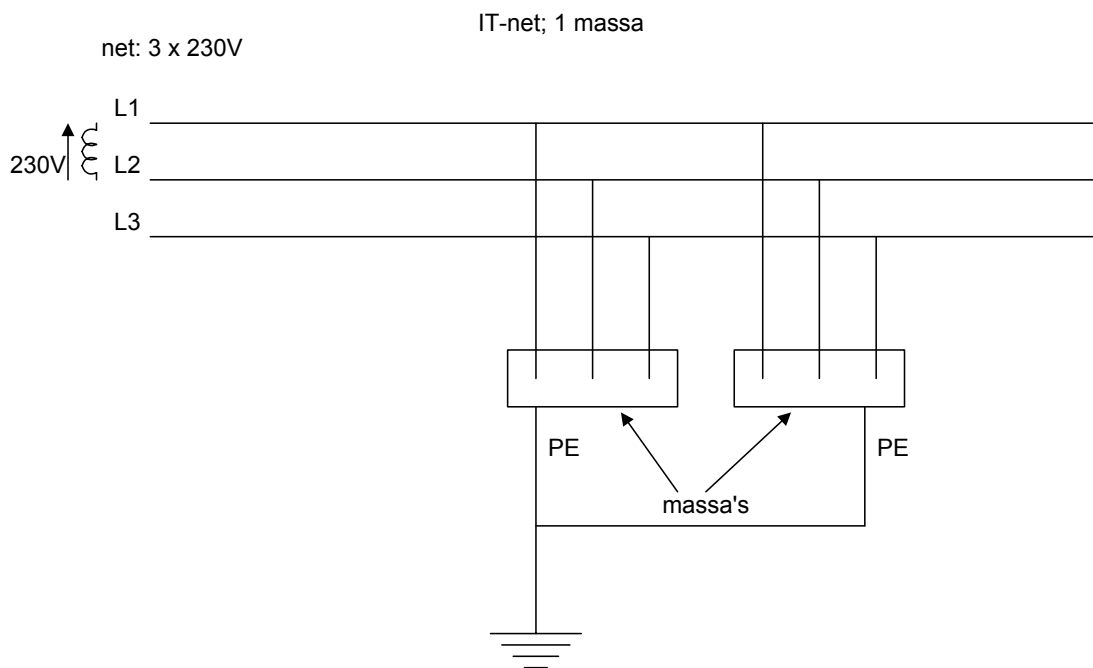 IT-net; 1 massa
net: 3 x 230V
L1
230V
L2
L3
PE
PE
massa's